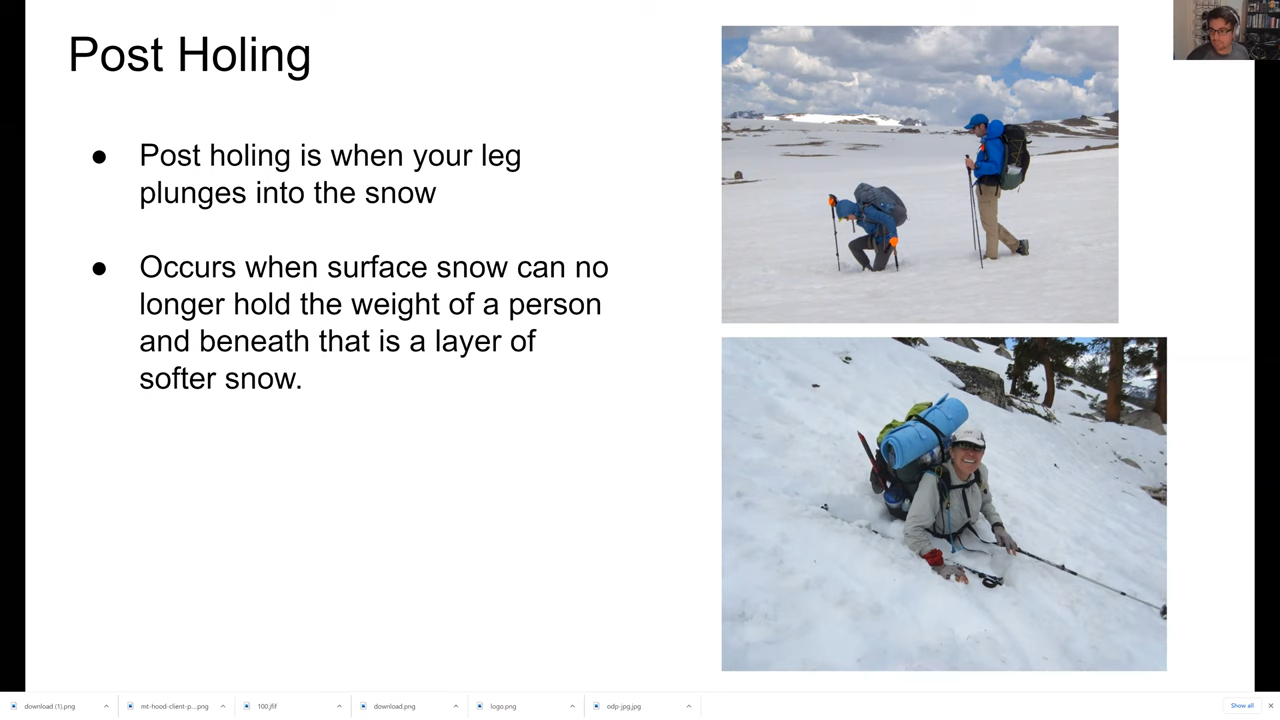 Post Holing
● Post holing is when your leg
plunges into the snow
● Occurs when surface snow can no
longer hold the weight of a person
and beneath that is a layer of
softer snow.
download (1).png
mt-hood-client-p...png
100.jfif
download.png
logo.png
odp-jpg.jpg
Show all